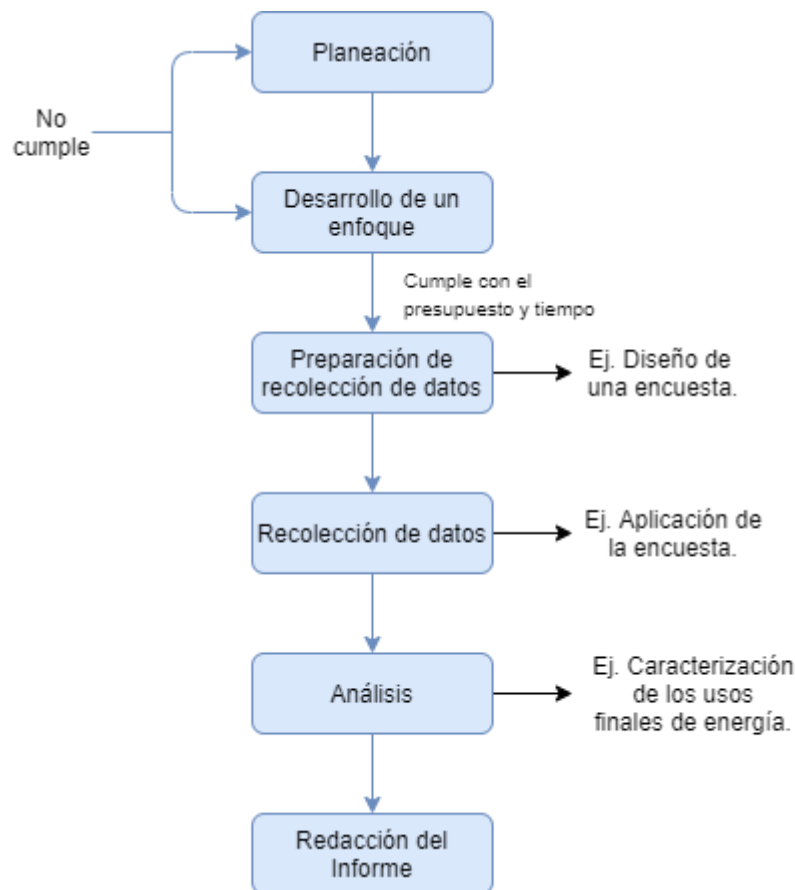 Planeación
No
cumple
Desarrollo de un
enfoque
Cumple con el
presupuesto y tiempo
Preparación de
recolección de datos
Ej. Diseño de
una encuesta.
Recolección de datos
Ej. Aplicación de
la encuesta.
Análisis
Ej. Caracterización
de los usos
finales de energía.
Redacción del
Informe